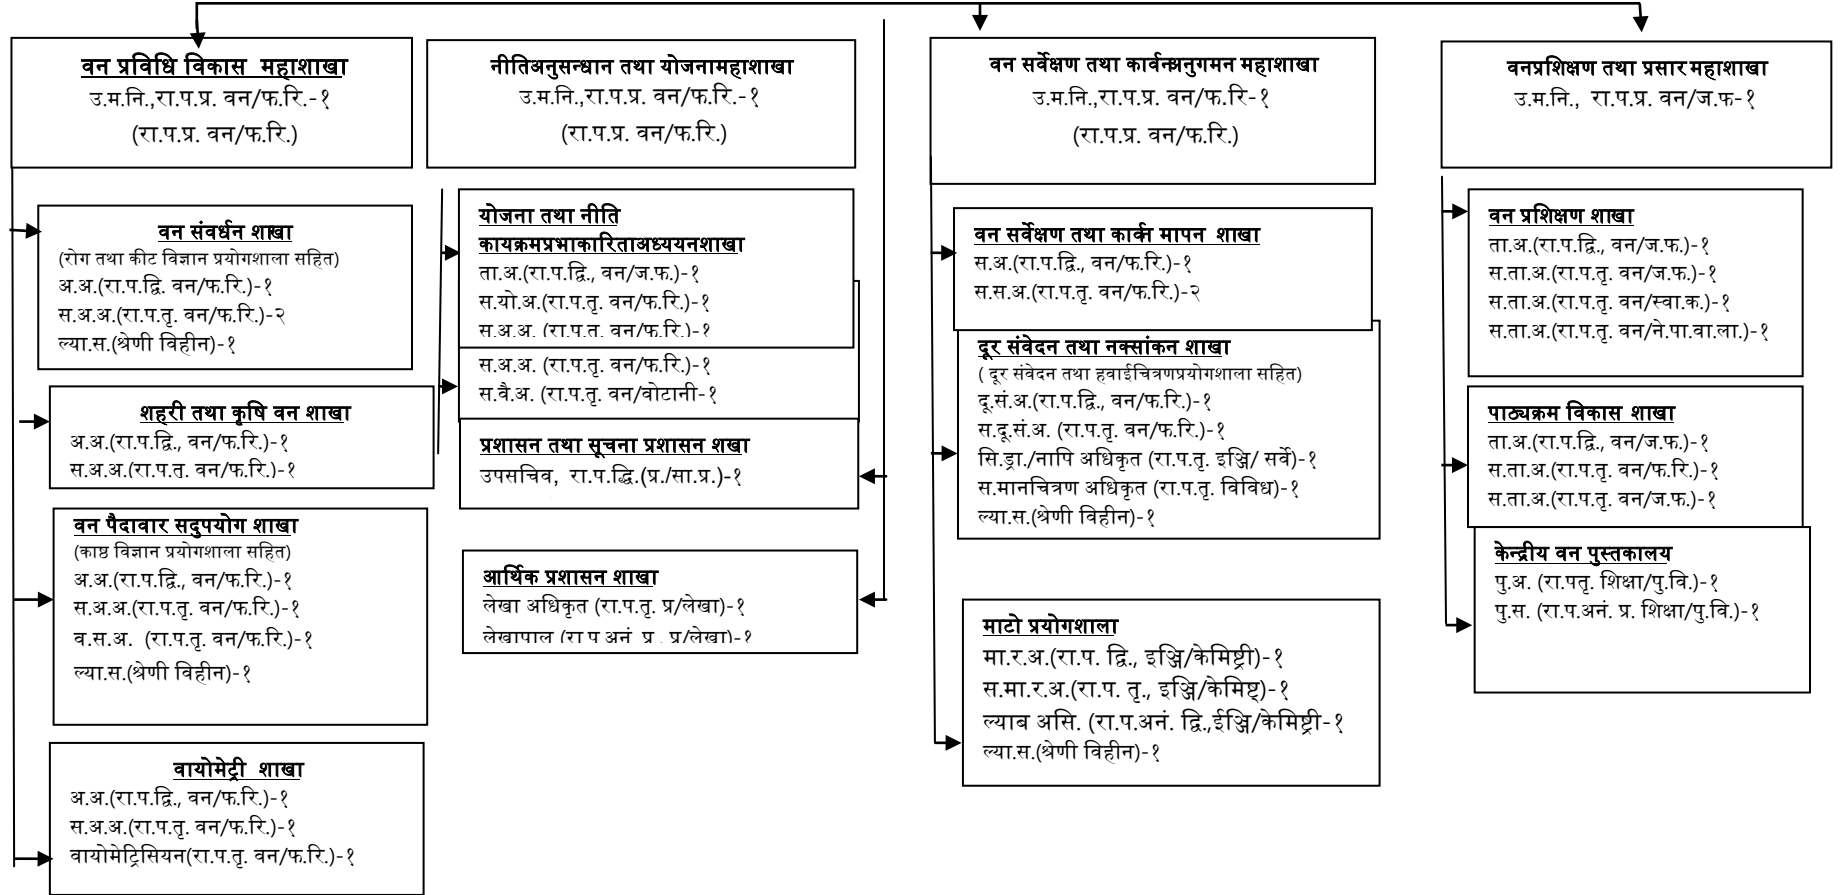 वन प्रविधि विकास महाशाखा
उ.म.नि.,रा.प.प्र. वन/फ.रि.-१
(रा.प.प्र. वन/फ.रि.)
वन संवर्धन शाखा
(रोग तथा कीट विज्ञान प्रयोगशाला सहित)
अ.अ.(रा.प.द्वि. वन/फ.रि.)-१
स.अ.अ.(रा.प.तृ. वन/फ.रि.)-२
ल्या.स.(श्रेणी विहीन)-१
शहरी तथा कृषि वन शाखा
अ.अ.(रा.प.द्वि., वन/फ.रि.)-१
स.अ.अ.(रा.प.तृ. वन/फ.रि.)-१
वन पैदावार सदुपयोग शाखा
(काष्ठ विज्ञान प्रयोगशाला सहित)
अ.अ.(रा.प.द्वि., वन/फ.रि.)-१
स.अ.अ.(रा.प.तृ. वन/फ.रि.)-१
व.स.अ. (रा.प.तृ. वन/फ.रि.)-१
ल्या.स.(श्रेणी विहीन)-१
वायोमेट्री शाखा
अ.अ.(रा.प.द्वि., वन/फ.रि.)-१
स.अ.अ.(रा.प.तृ. वन/फ.रि.)-१
वायोमेट्रिसियन(रा.प.तृ. वन/फ.रि.)-१
नीतिअनुसन्धान तथा योजनामहाशाखा
उ.म.नि.,रा.प.प्र. वन/फ.रि.-१
(रा.प.प्र. वन/फ.रि.)
योजना तथा नीति
कायक्रमप्रभाकारिताअध्ययनशाखा
ता.अ.(रा.प.द्वि., वन/ज.फ.)-१
स.यो.अ.(रा.प.तृ. वन/फ.रि.)-१
स.अ.अ. (रा.प.तृ. वन/फ.रि.)-१
स.अ.अ. (रा.प.तृ. वन/फ.रि.)-१
स.वै.अ. (रा.प.तृ. वन/वोटानी-१
प्रशासन तथा सूचना प्रशासन शखा
उपसचिव, रा.प.द्धि.(प्र./सा.प्र.)-१
आर्थिक प्रशासन शाखा
लेखा अधिकृत (रा.प.तृ. प्र/लेखा)-१
लेखापाल (रा.प.अनं. प्र., प्र/लेखा)-१
वन सर्वेक्षण तथा कार्वनअनुगमन महाशाखा
उ.म.नि.,रा.प.प्र. वन/फ.रि-१
(रा.प.प्र. वन/फ.रि.)
वन सर्वेक्षण तथा कार्वन मापन शाखा
स.अ.(रा.प.द्वि., वन/फ.रि.)-१
स.स.अ.(रा.प.तृ. वन/फ.रि.)-२
दूर संवेदन तथा नक्सांकन शाखा
( दूर संवेदन तथा हवाईचित्रणप्रयोगशाला सहित)
दू.सं.अ.(रा.प.द्वि., वन/फ.रि.)-१
स.दू.सं.अ. (रा.प.तृ. वन/फ.रि.)-१
सि.ड्रा./नापि अधिकृत (रा.प.तृ. इञ्जि/ सर्वे)-१
स.मानचित्रण अधिकृत (रा.प.तृ. विविध)-१
ल्या.स.(श्रेणी विहीन)-१
माटो प्रयोगशाला
मा.र.अ.(रा.प. द्वि., इञ्जि/केमिष्ट्री)-१
स.मा.र.अ.(रा.प. तृ., इञ्जि/केमिष्ट्)-१
ल्याब असि. (रा.प.अनं. द्वि.,ईञ्जि/केमिष्ट्री-१
ल्या.स.(श्रेणी विहीन)-१
वनप्रशिक्षण तथा प्रसार महाशाखा
उ.म.नि., रा.प.प्र. वन/ज.फ-१
वन प्रशिक्षण शाखा
ता.अ.(रा.प.द्वि., वन/ज.फ.)-१
स.ता.अ.(रा.प.तृ. वन/ज.फ.)-१
स.ता.अ.(रा.प.तृ. वन/स्वा.क.)-१
स.ता.अ.(रा.प.तृ. वन/ने.पा.वा.ला.)-१
पाठ्यक्रम विकास शाखा
ता.अ.(रा.प.द्वि., वन/ज.फ.)-१
स.ता.अ.(रा.प.तृ. वन/फ.रि.)-१
स.ता.अ.(रा.प.तृ. वन/ज.फ.)-१
केन्द्रीय वन पुस्तकालय
पु.अ. (रा.पतृ. शिक्षा/पु.वि.)-१
पु.स. (रा.प.अनं. प्र. शिक्षा/पु.वि.)-१